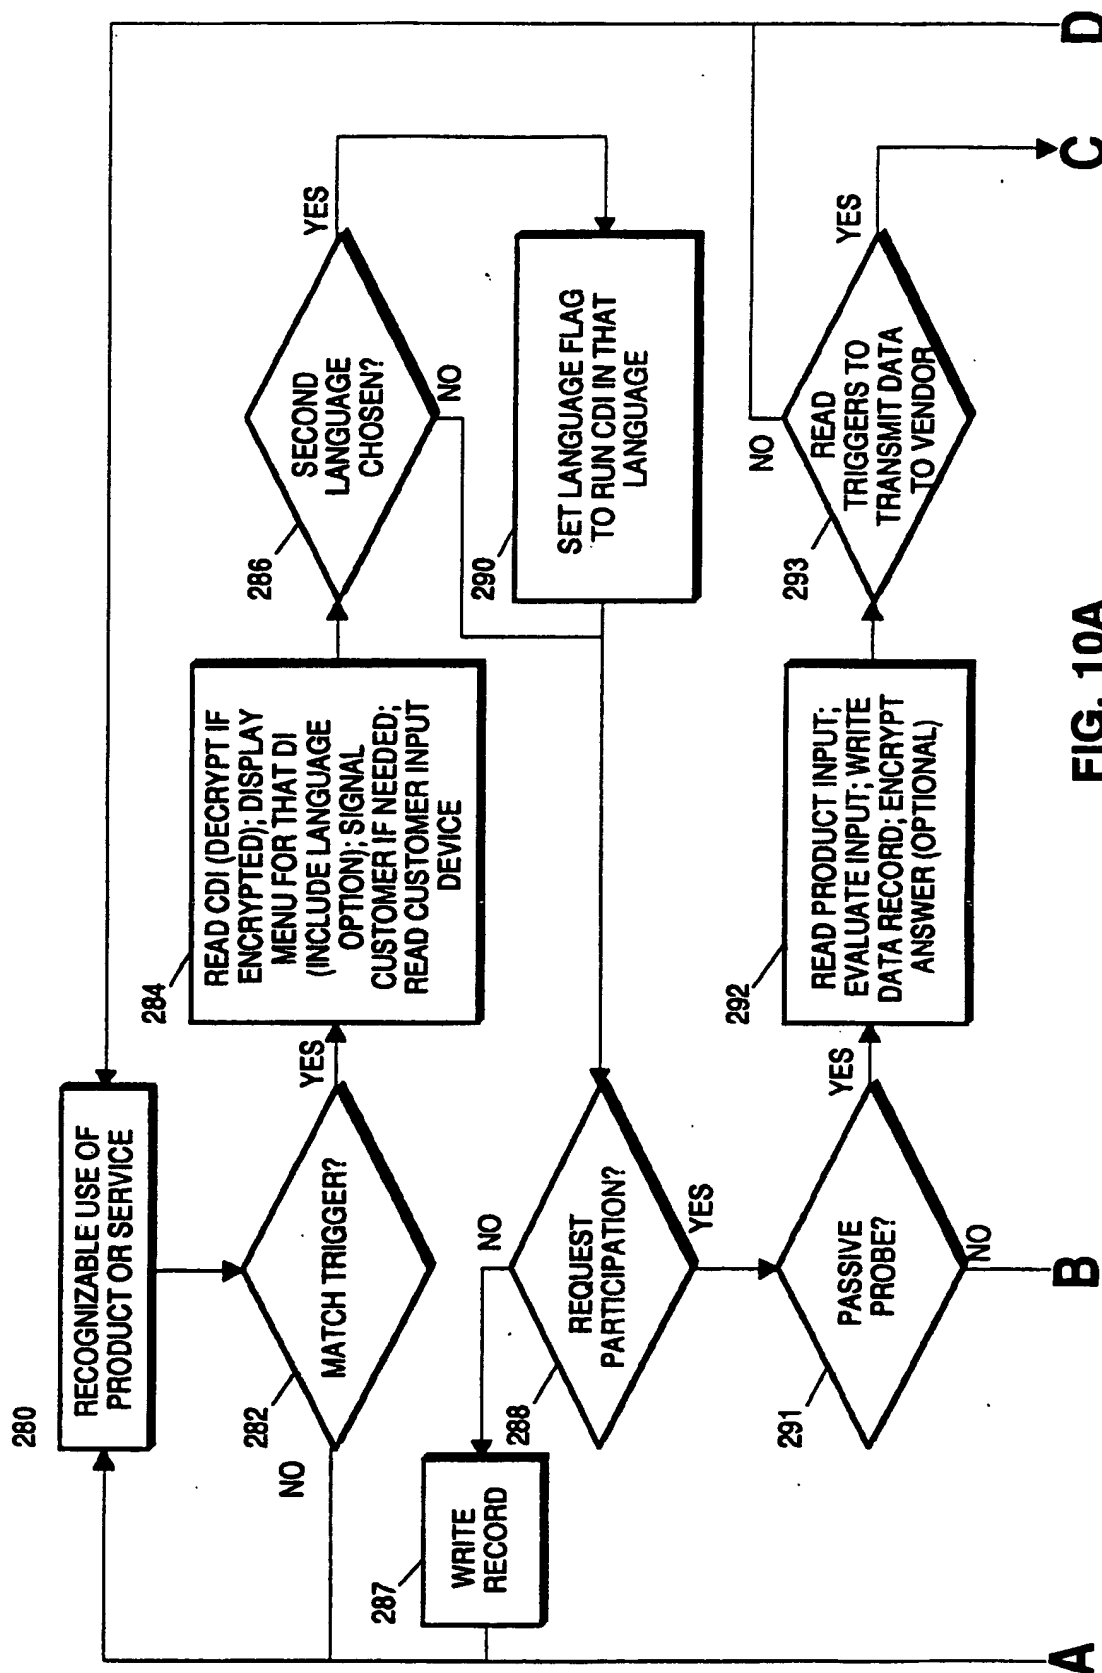 280
RECOGNIZABLE USE OF
PRODUCT OR SERVICE
282
MATCH TRIGGER?
NO
YES
284
READ CDI (DECRYPT IF
ENCRYPTED); DISPLAY
MENU FOR THAT DI
(INCLUDE LANGUAGE
OPTION); SIGNAL
CUSTOMER IF NEEDED;
READ CUSTOMER INPUT
DEVICE
286
SECOND
LANGUAGE
CHOSEN?
YES
NO
290
SET LANGUAGE FLAG
TO RUN CDI IN THAT
LANGUAGE
287
WRITE
RECORD
288
REQUEST
PARTICIPATION?
NO
YES
291
PASSIVE
PROBE?
YES
NO
292
READ PRODUCT INPUT;
EVALUATE INPUT; WRITE
DATA RECORD; ENCRYPT
ANSWER (OPTIONAL)
293
READ
TRIGGERS TO
TRANSMIT DATA
TO VENDOR
NO
YES
A
B
C
D
FIG. 10A